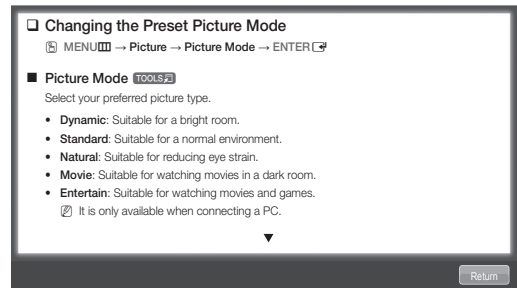 ❑ Changing the Preset Picture Mode
MENU → Picture → Picture Mode → ENTER
■ Picture Mode TOOLS
Select your preferred picture type.
• Dynamic: Suitable for a bright room.
• Standard: Suitable for a normal environment.
• Natural: Suitable for reducing eye strain.
• Movie: Suitable for watching movies in a dark room.
• Entertain: Suitable for watching movies and games.
It is only available when connecting a PC.
▼
Return